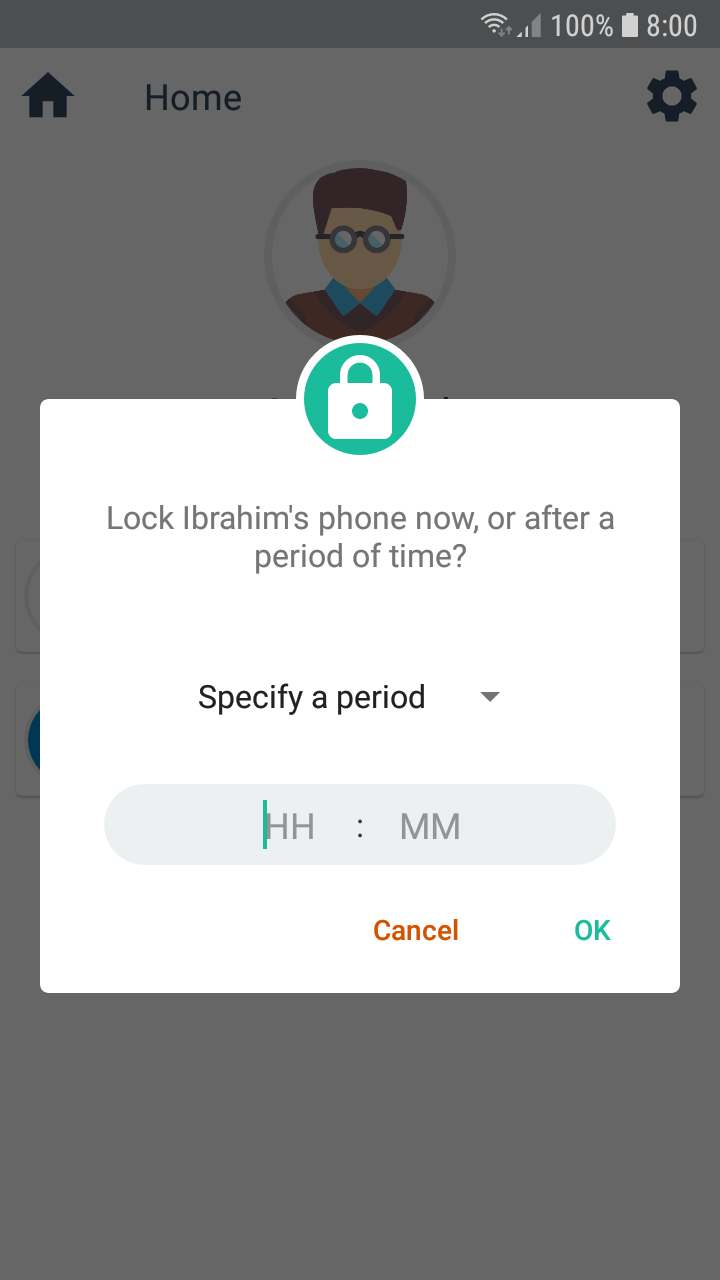 100% 8:00
Home
Lock Ibrahim's phone now, or after a
period of time?
Specify a period
HH : MM
Cancel OK